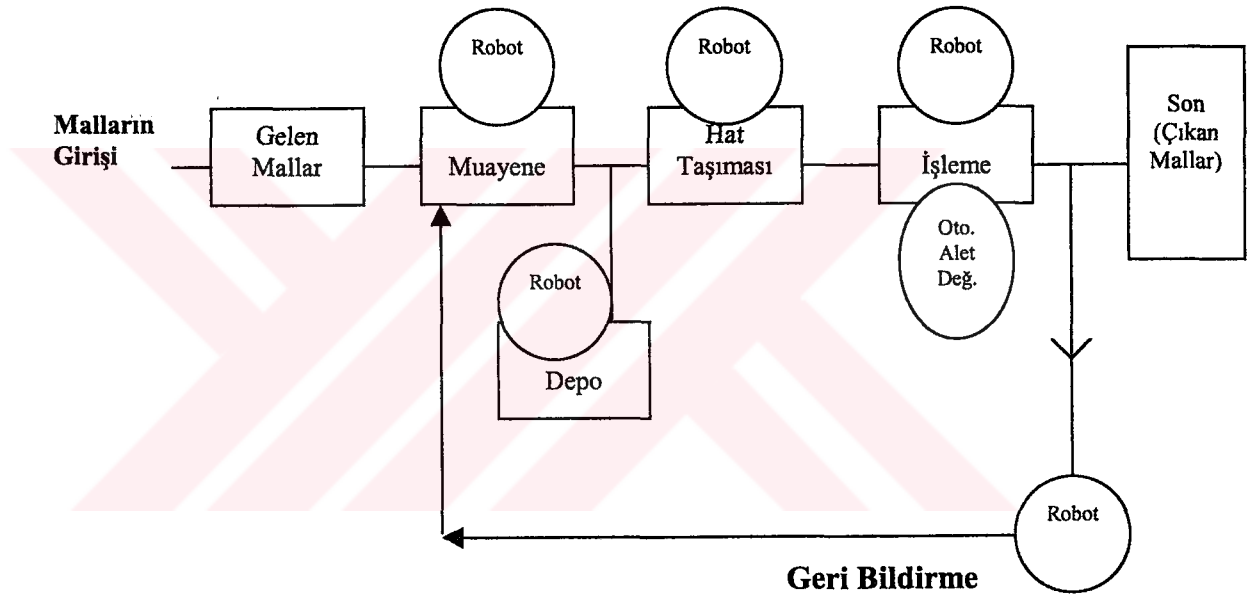 Robot
Robot
Robot
Malların
Girişi
Gelen
Mallar
Muayene
Hat
Taşıması
İşleme
Son
(Çıkan
Mallar)
Oto.
Alet
Değ.
Robot
Depo
Robot
Geri Bildirme